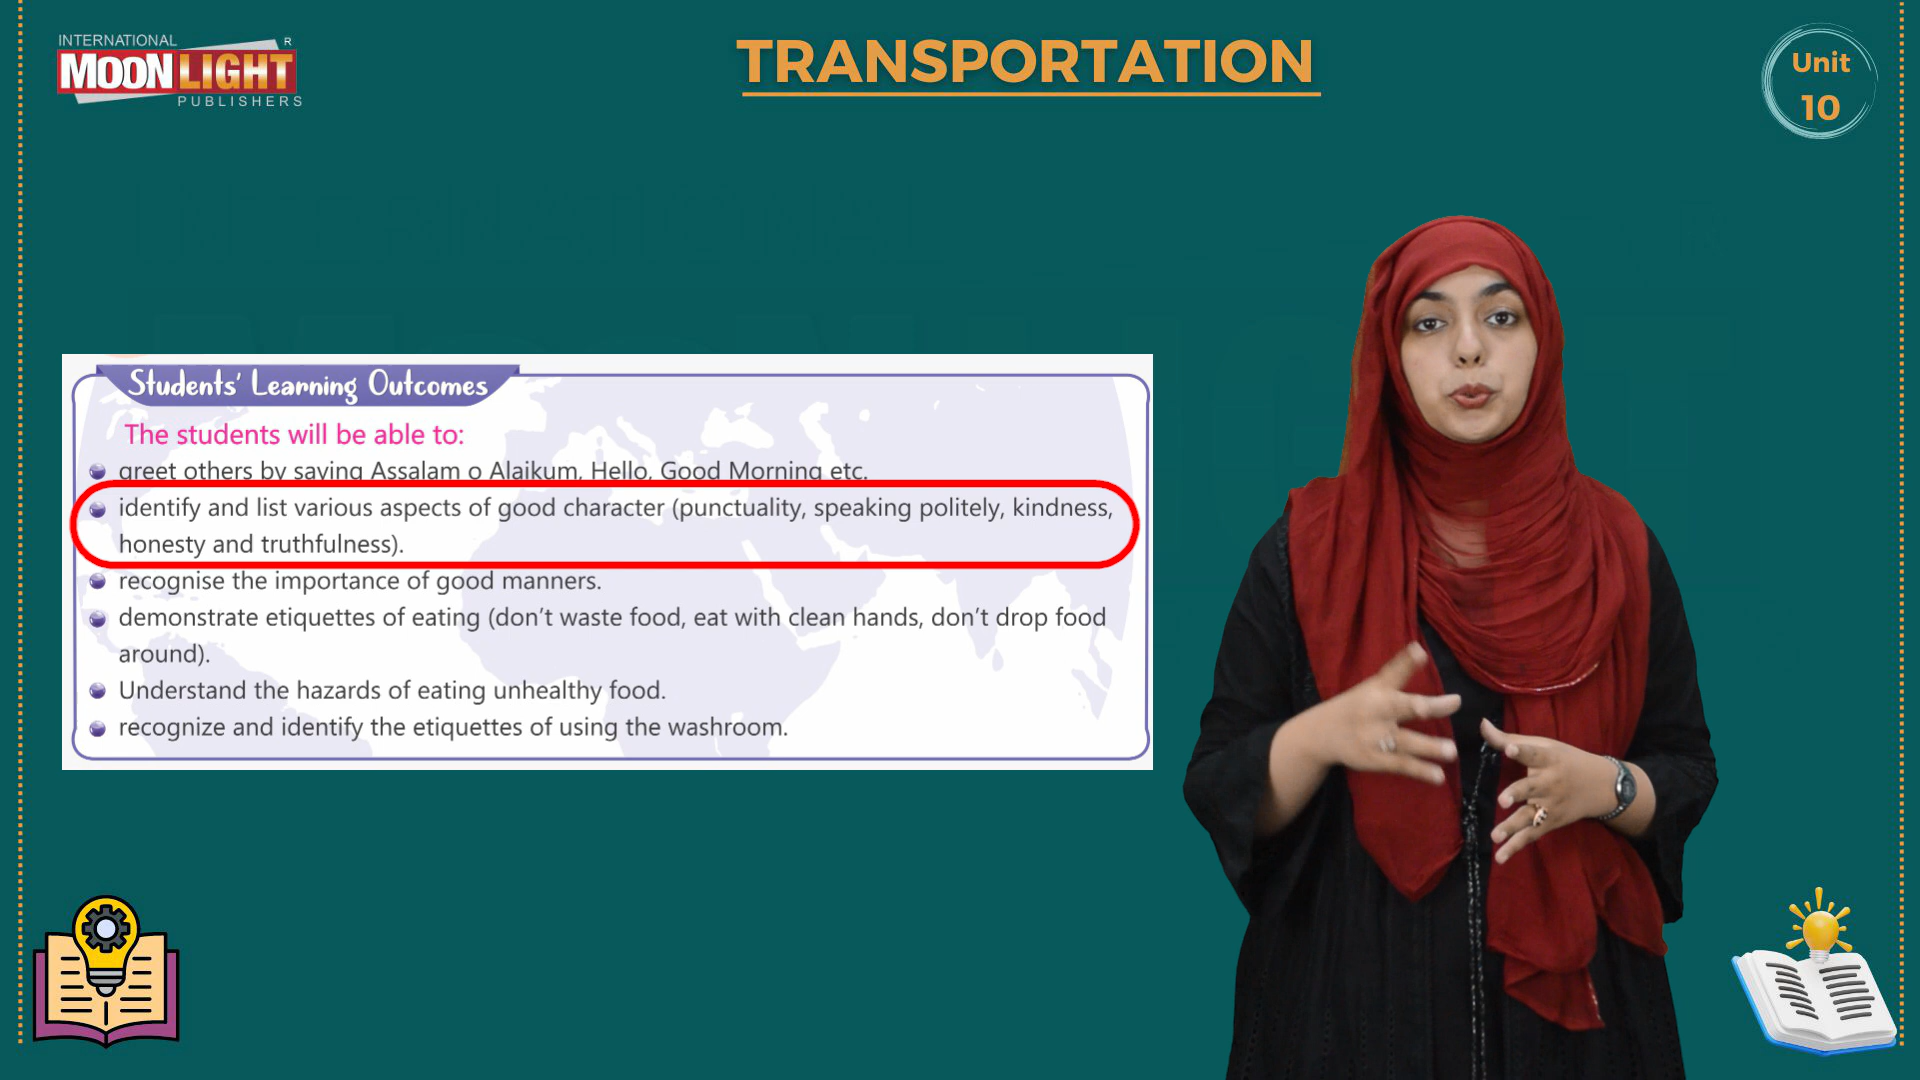 INTERNATIONAL R
MOONLIGHT
PUBLISHERS
TRANSPORTATION
Unit
10
Students' Learning Outcomes
The students will be able to:
greet others by saying Assalam o Alaikum, Hello, Good Morning etc.
identify and list various aspects of good character (punctuality, speaking politely, kindness,
honesty and truthfulness).
recognise the importance of good manners.
demonstrate etiquettes of eating (don't waste food, eat with clean hands, don't drop food
around).
Understand the hazards of eating unhealthy food.
recognize and identify the etiquettes of using the washroom.